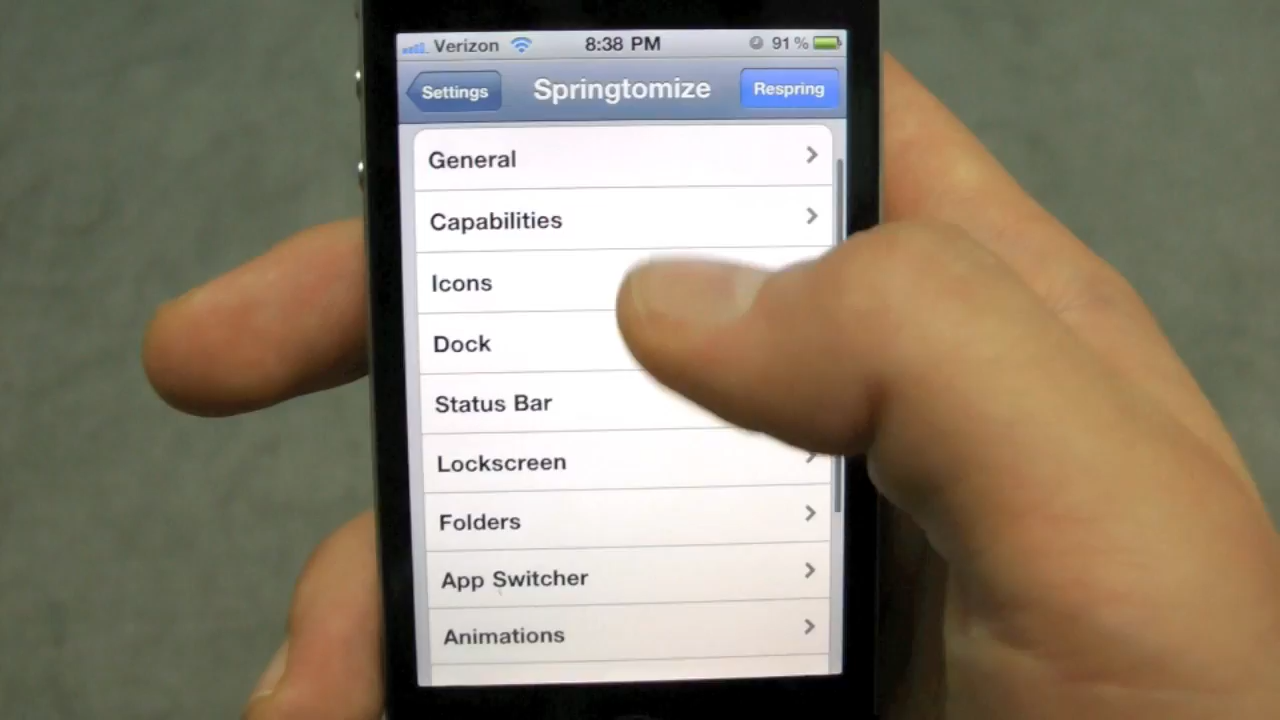 Verizon 8:38 PM 91%
Settings Springtomize Respring
General
Capabilities
Icons
Dock
Status Bar
Lockscreen
Folders
App Switcher
Animations